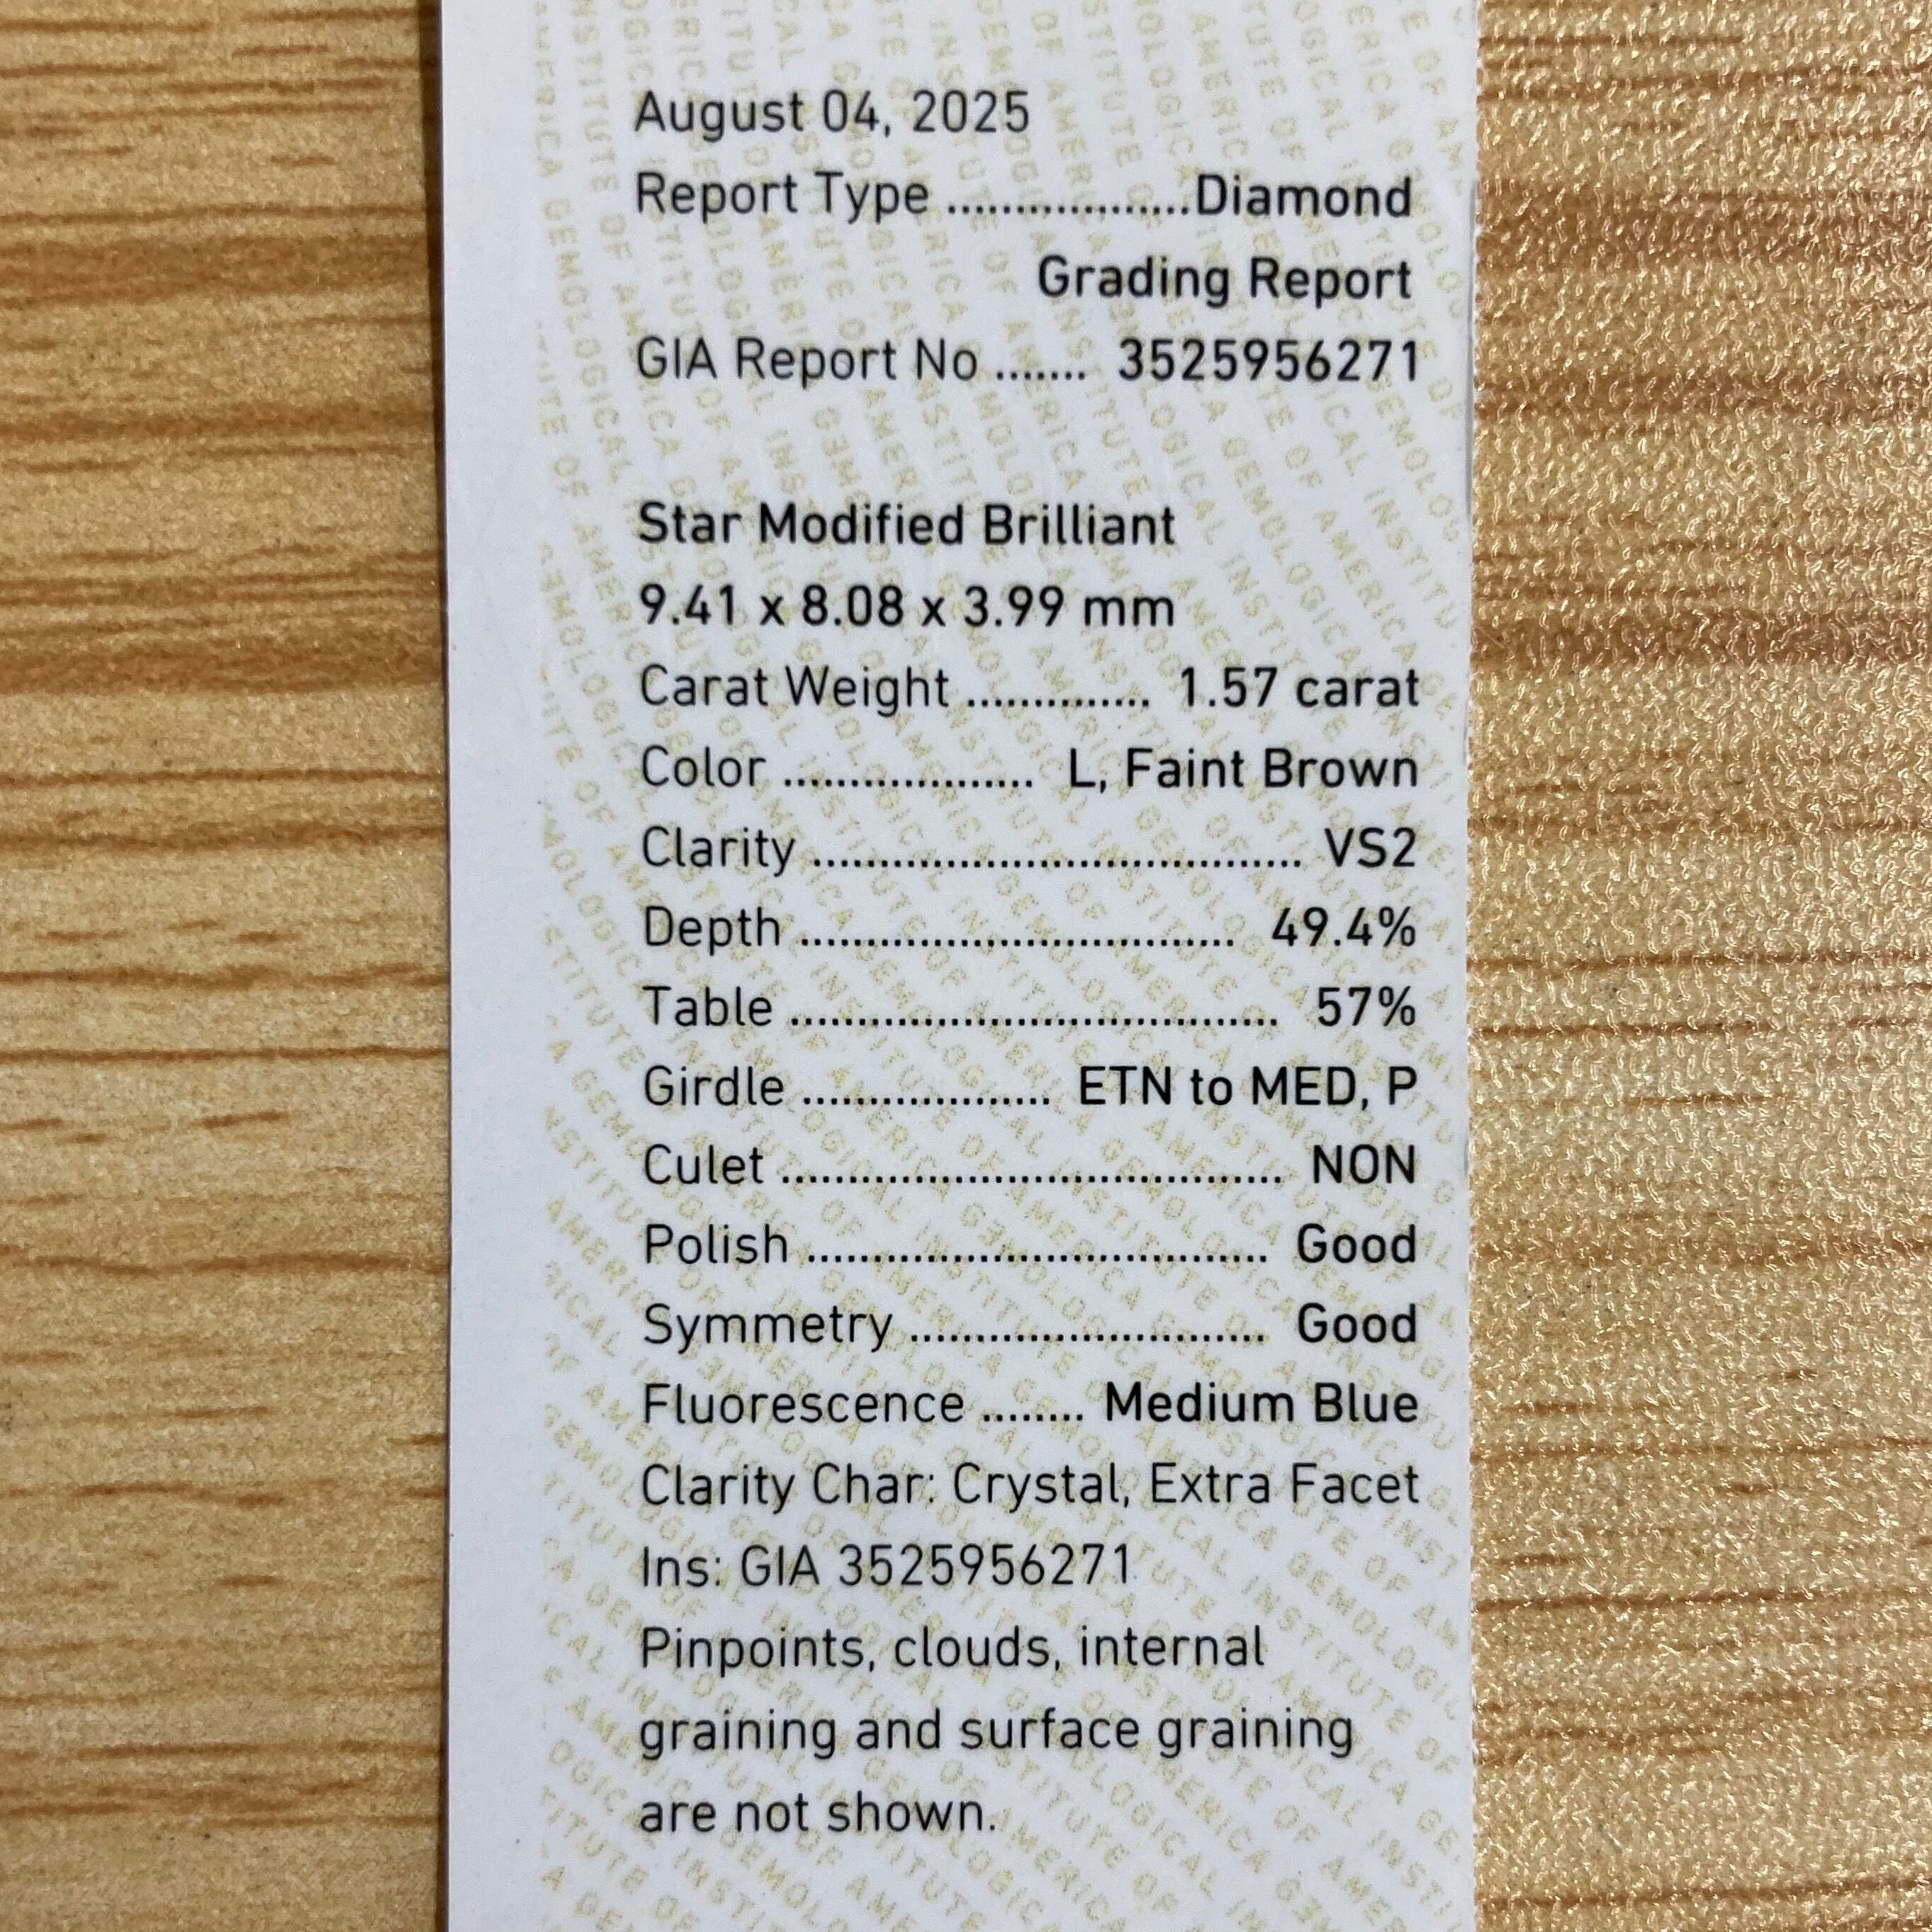 August 04, 2025
Report Type ...................Diamond
Grading Report
GIA Report No ....... 3525956271
Star Modified Brilliant
9.41 x 8.08 x 3.99 mm
Carat Weight .............. 1.57 carat
Color ................... L, Faint Brown
Clarity ..................................... VS2
Depth ................................. 49.4%
Table ..................................... 57%
Girdle ................... ETN to MED, P
Culet ...................................... NON
Polish ................................... Good
Symmetry ........................... Good
Fluorescence ........ Medium Blue
Clarity Char: Crystal, Extra Facet
Ins: GIA 3525956271
Pinpoints, clouds, internal
graining and surface graining
are not shown.